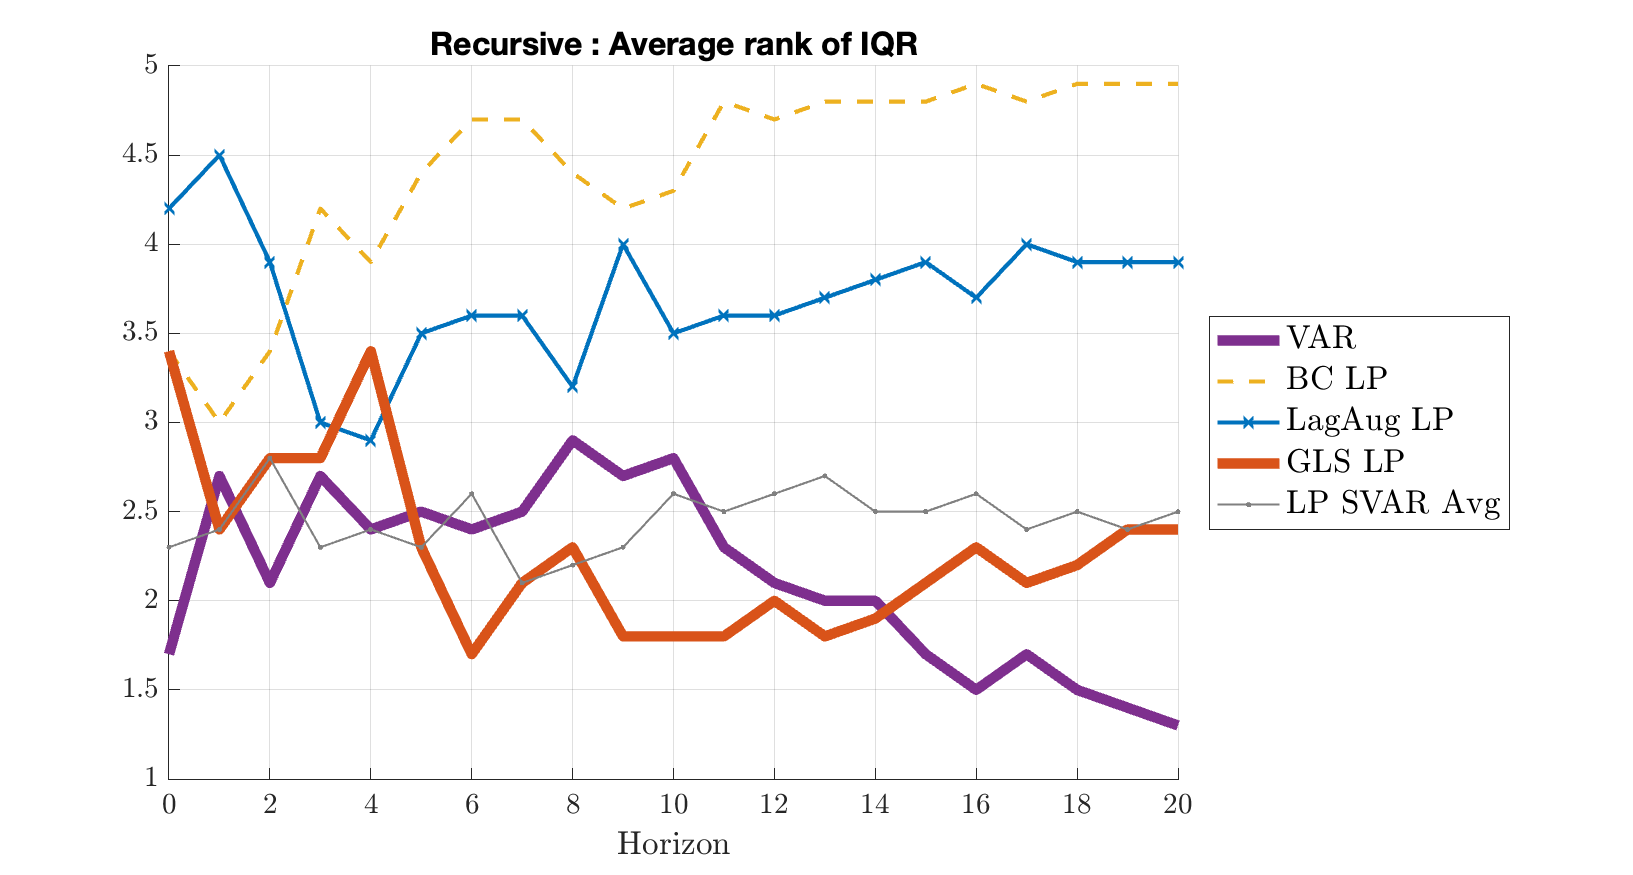 Recursive : Average rank of IQR
5
4.5
4
3.5
3
2.5
2
1.5
1
0 2 4 6 8 10 12 14 16 18 20
Horizon
VAR
BC LP
LagAug LP
GLS LP
LP SVAR Avg